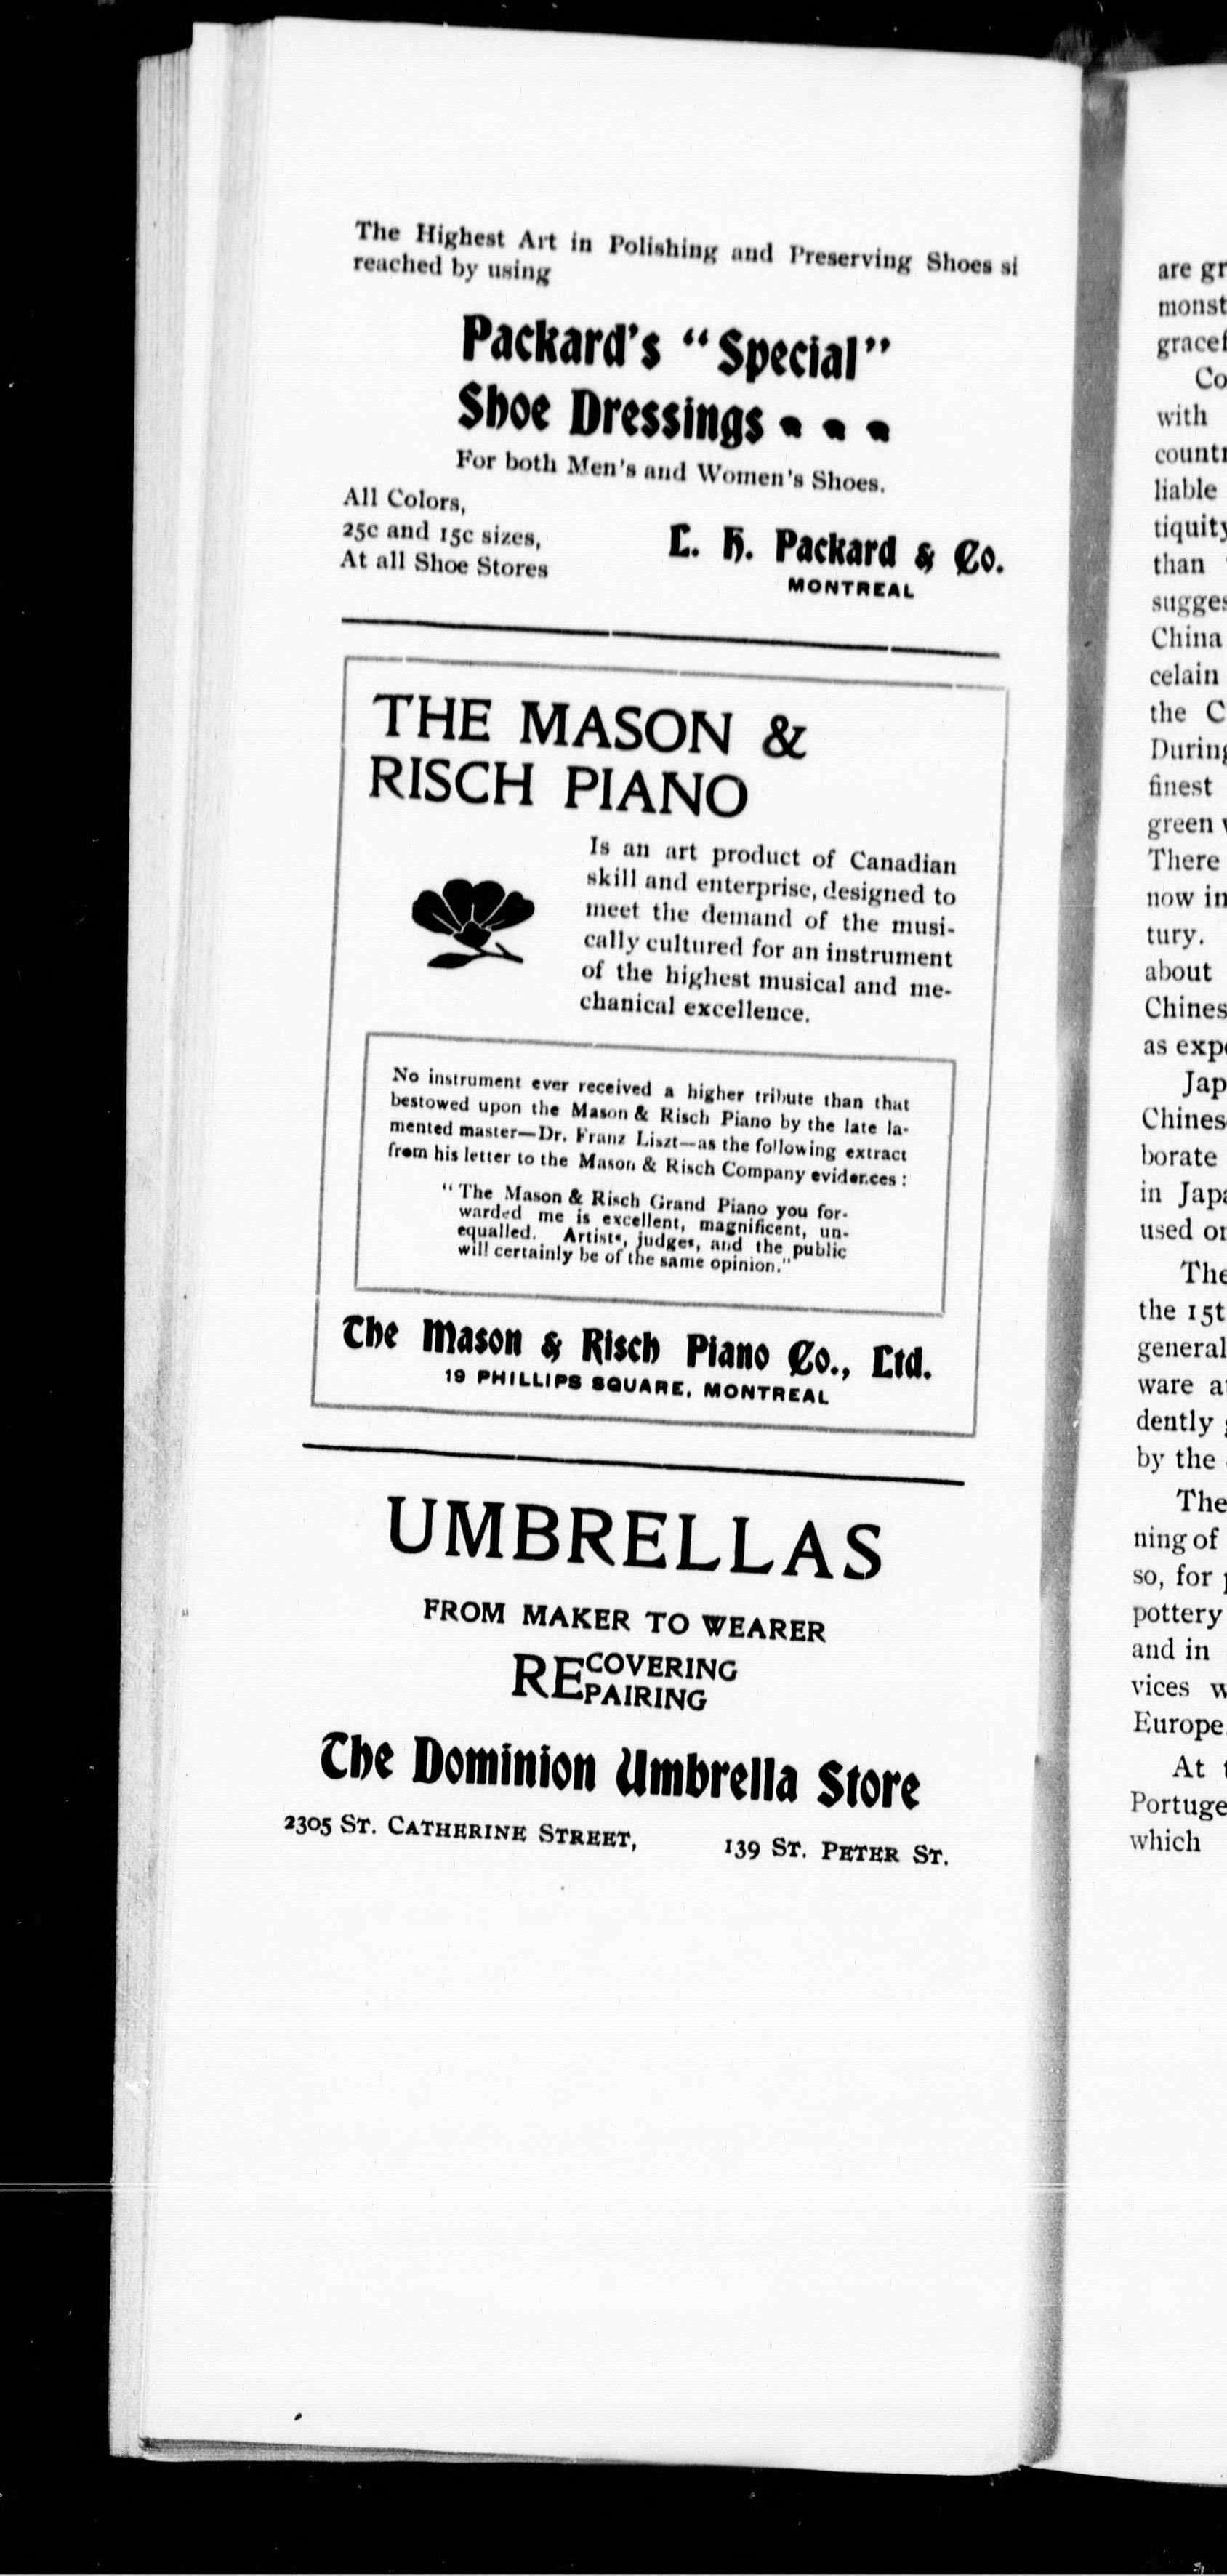 The Highest Art in Polishing and Preserving Shoes si
reached by using
Packard's "Special"
Shoe Dressings
For both Men's and Women's Shoes.
All Colors,
25c and 15c sizes,
At all Shoe Stores
L. H. Packard & Co.
MONTREAL
THE MASON &
RISCH PIANO
Is an art product of Canadian
skill and enterprise, designed to
meet the demand of the musi-
cally cultured for an instrument
of the highest musical and me-
chanical excellence.
No instrument ever received a higher tribute than that
bestowed upon the Mason & Risch Piano by the late la-
mented master—Dr. Franz Liszt—as the following extract
from his letter to the Mason & Risch Company evidences :
"The Mason & Risch Grand Piano you for-
warded me is excellent, magnificent, un-
equalled. Artists, judges, and the public
will certainly be of the same opinion."
The Mason & Risch Piano Co., Ltd.
19 PHILLIPS SQUARE, MONTREAL
UMBRELLAS
FROM MAKER TO WEARER
RECOVERING
PAIRING
The Dominion Umbrella Store
2305 ST. CATHERINE STREET, 139 ST. PETER ST.
are gr
monst
gracef
Co
with
countr
liable
tiquity
than
sugges
China
celain
the C
During
finest
green
There
now in
tury.
about
Chines
as expe
Jap
Chines
borate
in Japa
used or
The
the 15t
general
ware a
dently
by the
The
ning of
so, for
pottery
and in
vices w
Europe
At t
Portuge
which